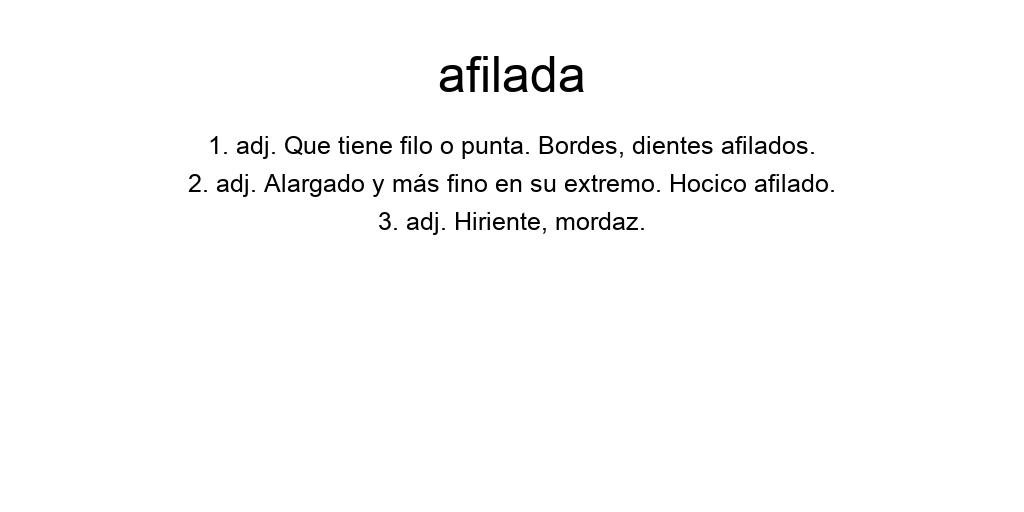 afilada
1. adj. Que tiene filo o punta. Bordes, dientes afilados.
2. adj. Alargado y más fino en su extremo. Hocico afilado.
3. adj. Hiriente, mordaz.